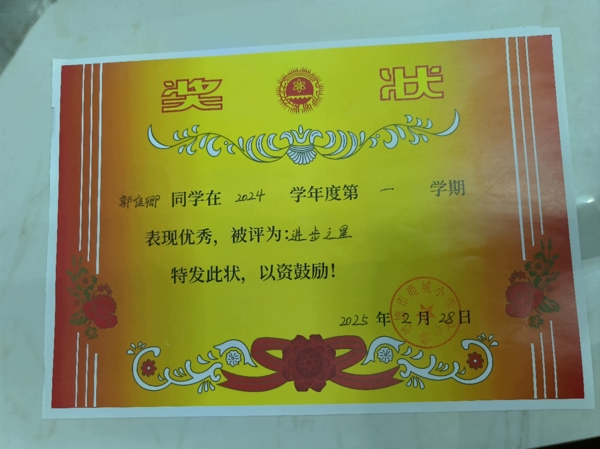 奖 状
郭佳卿 同学在 2024 学年度第 一 学期
表现优秀，被评为：进步之星
特发此状，以资鼓励！
2025 年 2 月 28 日